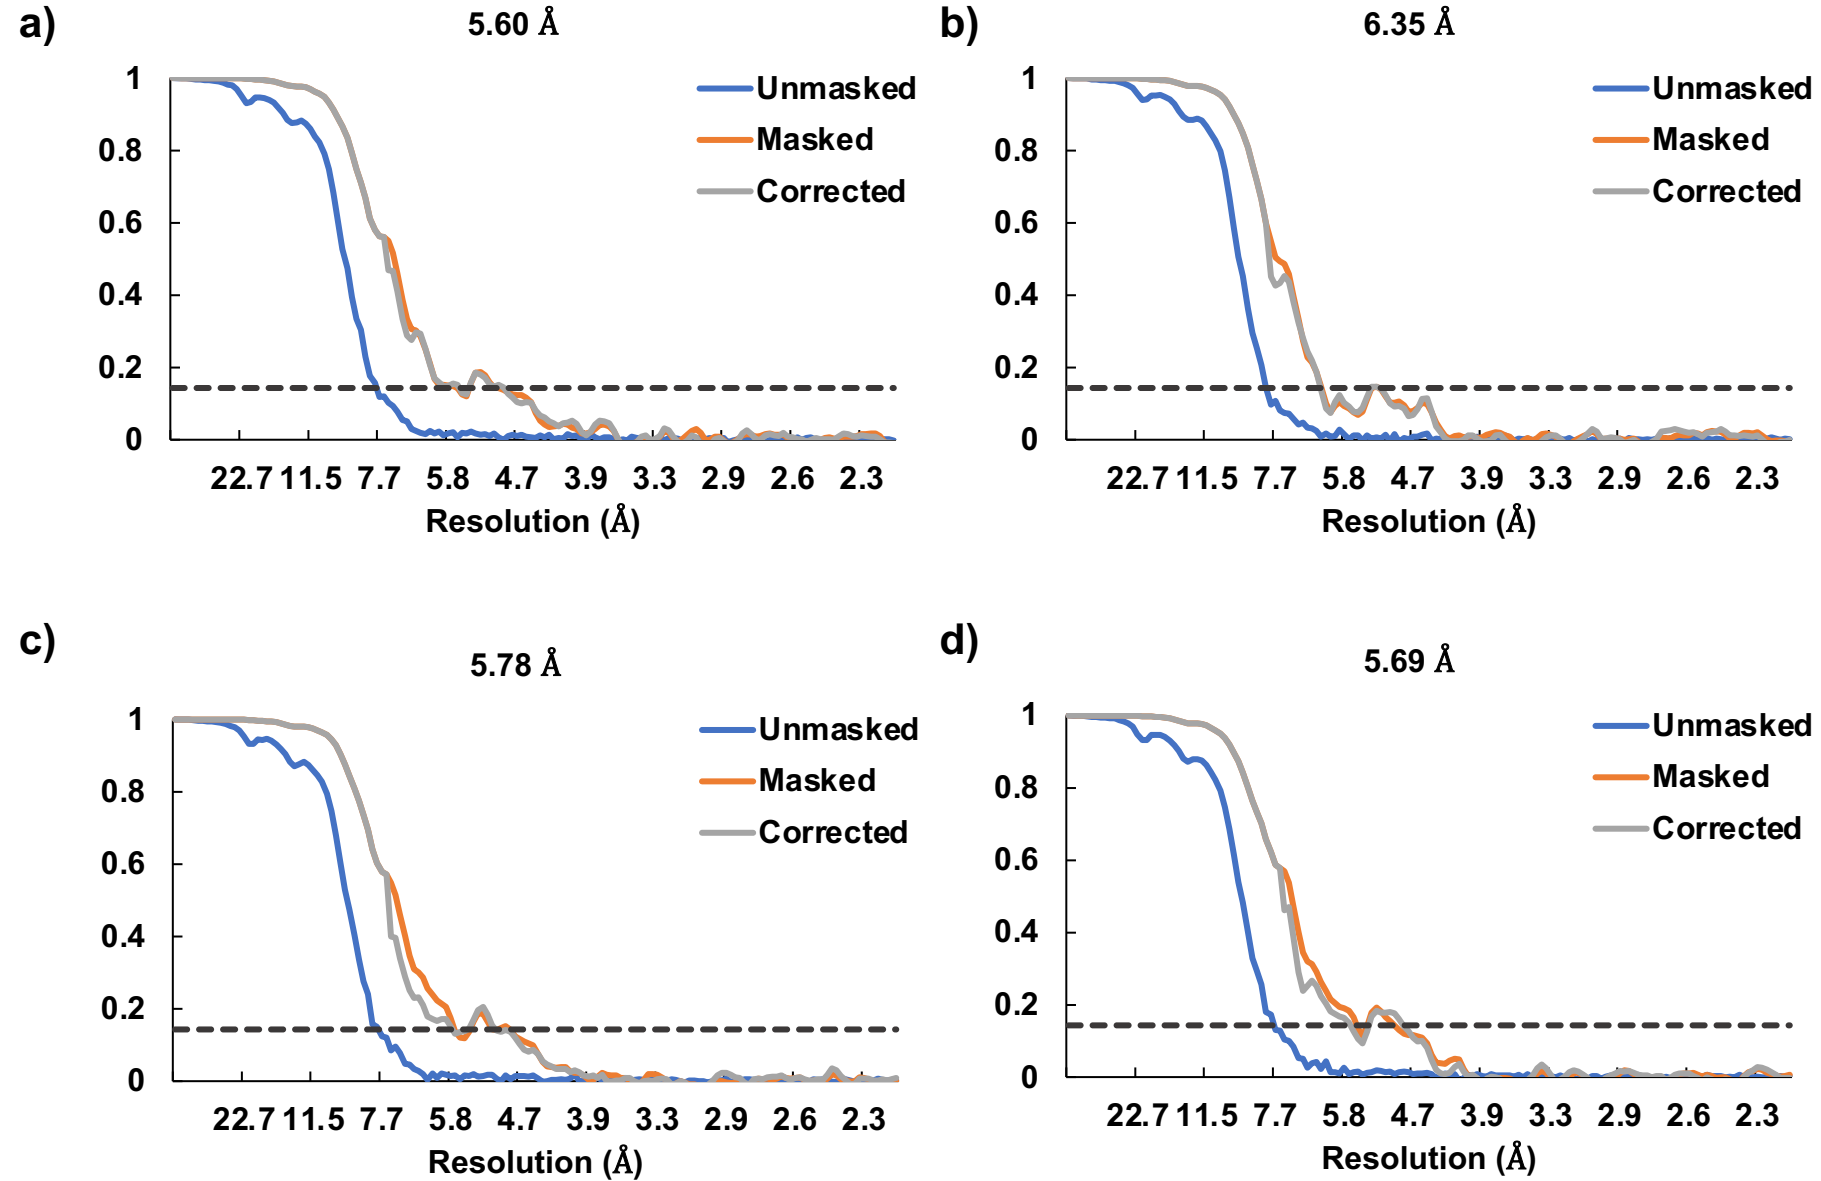 a)
5.60 Å
1
0.8
0.6
0.4
0.2
0
22.7 11.5 7.7 5.8 4.7 3.9 3.3 2.9 2.6 2.3
Resolution (Å)
Unmasked
Masked
Corrected
b)
6.35 Å
1
0.8
0.6
0.4
0.2
0
22.7 11.5 7.7 5.8 4.7 3.9 3.3 2.9 2.6 2.3
Resolution (Å)
Unmasked
Masked
Corrected
c)
5.78 Å
1
0.8
0.6
0.4
0.2
0
22.7 11.5 7.7 5.8 4.7 3.9 3.3 2.9 2.6 2.3
Resolution (Å)
Unmasked
Masked
Corrected
d)
5.69 Å
1
0.8
0.6
0.4
0.2
0
22.7 11.5 7.7 5.8 4.7 3.9 3.3 2.9 2.6 2.3
Resolution (Å)
Unmasked
Masked
Corrected